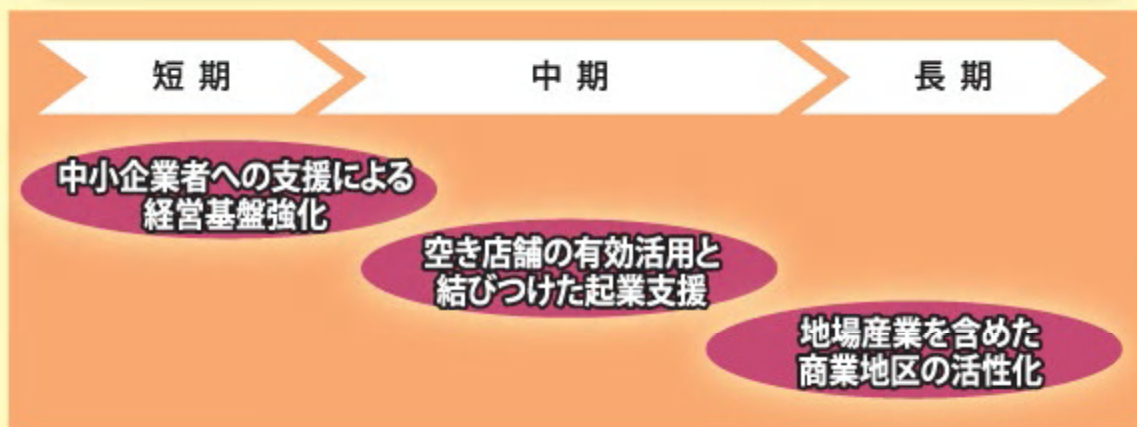 短期
中期
長期
中小企業者への支援による
経営基盤強化
空き店舗の有効活用と
結びつけた起業支援
地場産業を含めた
商業地区の活性化